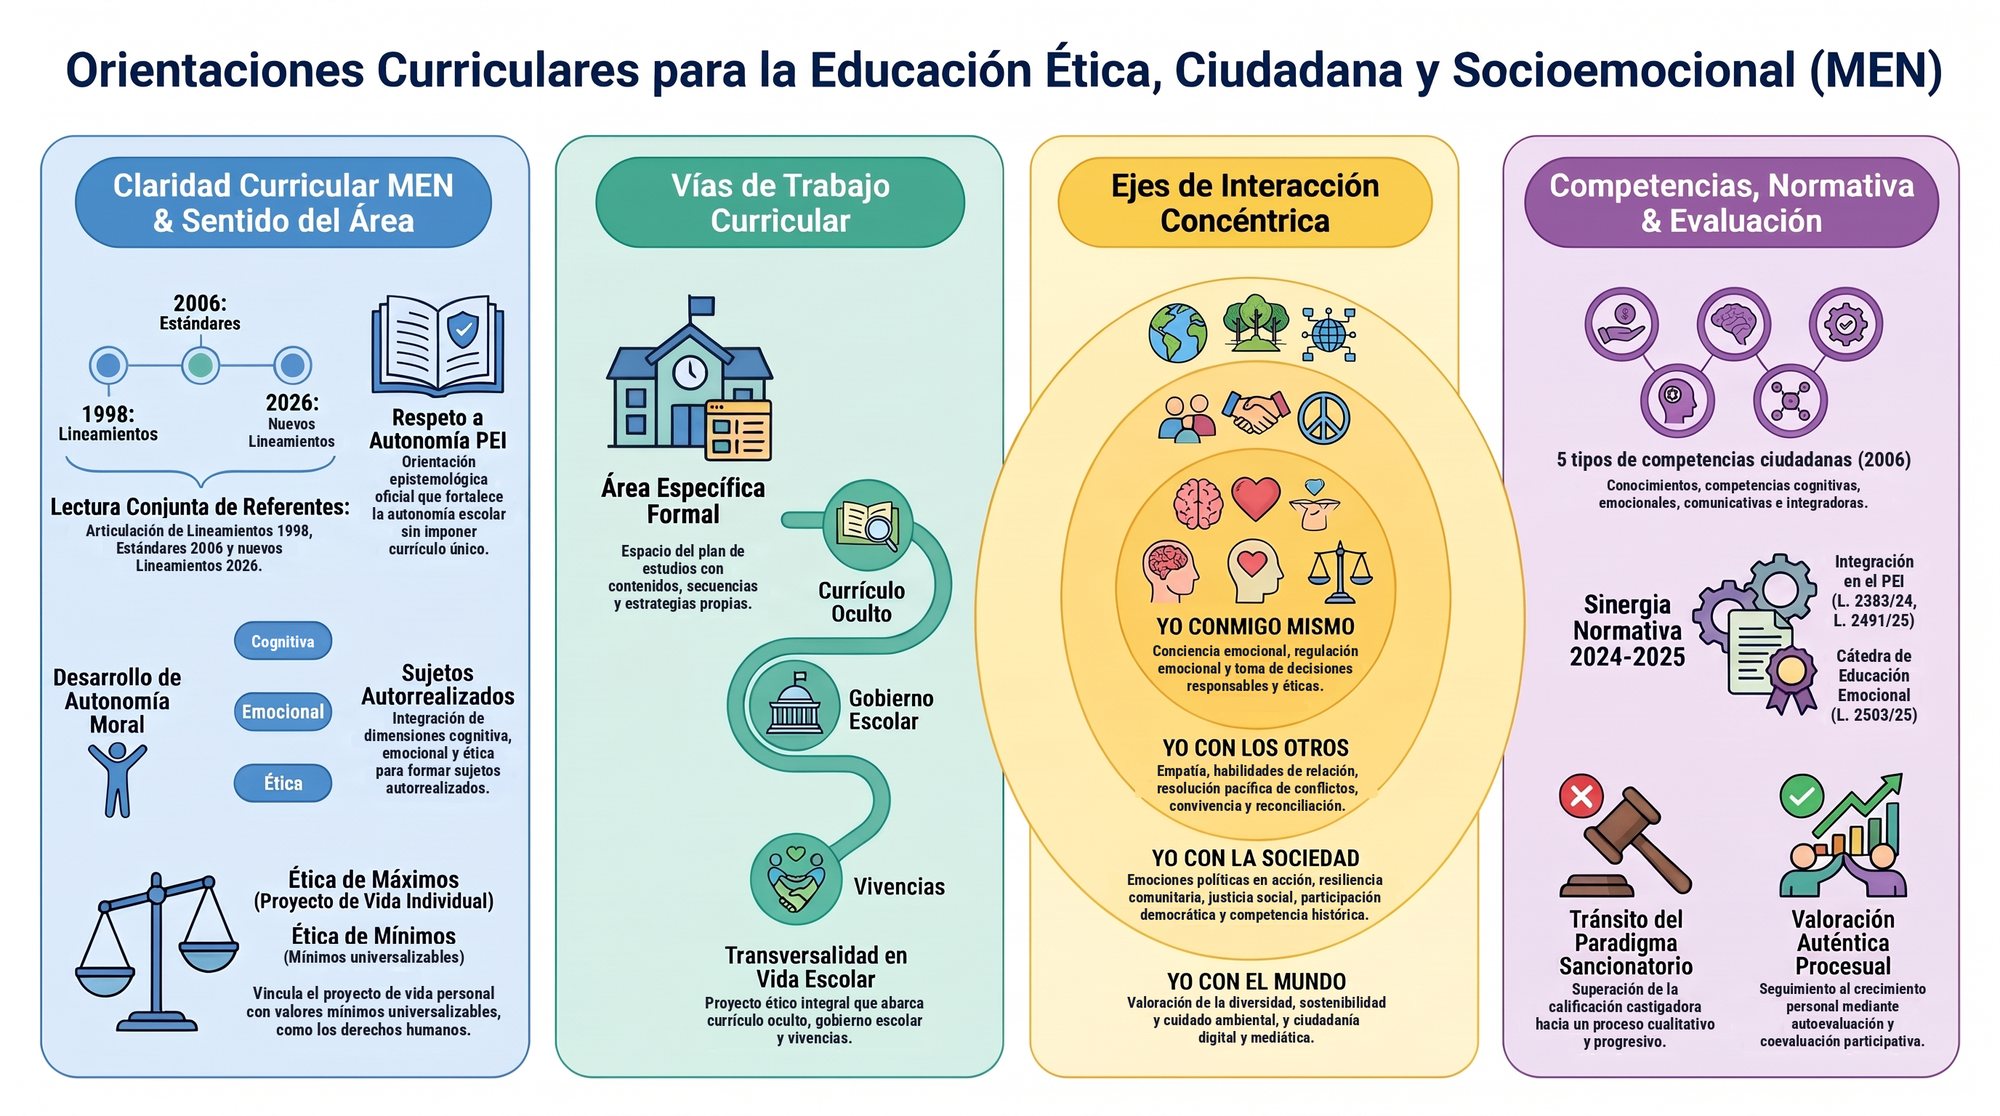 Orientaciones Curriculares para la Educación Ética, Ciudadana y Socioemocional (MEN)
Claridad Curricular MEN
& Sentido del Área
2006:
Estándares
1998:
Lineamientos
2026:
Nuevos
Lineamientos
Lectura Conjunta de Referentes:
Articulación de Lineamientos 1998,
Estándares 2006 y nuevos
Lineamientos 2026.
Respeto a
Autonomía PEI
Orientación
epistemológica
oficial que fortalece
la autonomía escolar
sin imponer
currículo único.
Desarrollo de
Autonomía
Moral
Cognitiva
Emocional
Ética
Sujetos
Autorrealizados
Integración de
dimensiones cognitiva,
emocional y ética
para formar sujetos
autorrealizados.
Ética de Máximos
(Proyecto de Vida Individual)
Ética de Mínimos
(Mínimos universalizables)
Vincula el proyecto de vida personal
con valores mínimos universalizables,
como los derechos humanos.
Vías de Trabajo
Curricular
Área Específica
Formal
Espacio del plan de
estudios con
contenidos, secuencias
y estrategias propias.
Currículo
Oculto
Gobierno
Escolar
Vivencias
Transversalidad en
Vida Escolar
Proyecto ético integral que abarca
currículo oculto, gobierno escolar
y vivencias.
Ejes de Interacción
Concéntrica
YO CONMIGO MISMO
Conciencia emocional, regulación
emocional y toma de decisiones
responsables y éticas.
YO CON LOS OTROS
Empatía, habilidades de relación,
resolución pacífica de conflictos,
convivencia y reconciliación.
YO CON LA SOCIEDAD
Emociones políticas en acción, resiliencia
comunitaria, justicia social, participación
democrática y competencia histórica.
YO CON EL MUNDO
Valoración de la diversidad, sostenibilidad
y cuidado ambiental, y ciudadanía
digital y mediática.
Competencias, Normativa
& Evaluación
5 tipos de competencias ciudadanas (2006)
Conocimientos, competencias cognitivas,
emocionales, comunicativas e integradoras.
Sinergia
Normativa
2024-2025
Integración
en el PEI
(L. 2383/24,
L. 2491/25)
Cátedra de
Educación
Emocional
(L. 2503/25)
Tránsito del
Paradigma
Sancionatorio
Superación de la
calificación castigadora
hacia un proceso cualitativo
y progresivo.
Valoración
Auténtica
Procesual
Seguimiento al crecimiento
personal mediante
autoevaluación y
coevaluación participativa.